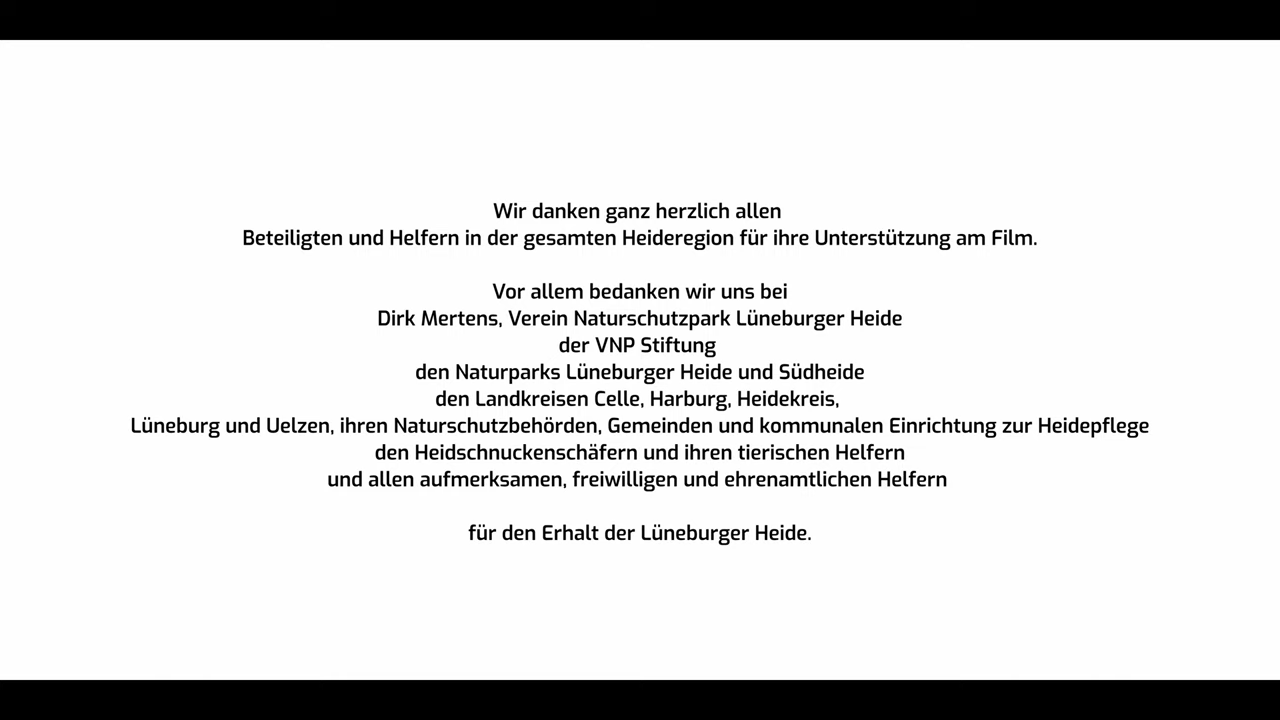 Wir danken ganz herzlich allen
Beteiligten und Helfern in der gesamten Heideregion für ihre Unterstützung am Film.
Vor allem bedanken wir uns bei
Dirk Mertens, Verein Naturschutzpark Lüneburger Heide
der VNP Stiftung
den Naturparks Lüneburger Heide und Südheide
den Landkreisen Celle, Harburg, Heidekreis,
Lüneburg und Uelzen, ihren Naturschutzbehörden, Gemeinden und kommunalen Einrichtung zur Heidepflege
den Heidschnuckenschäfern und ihren tierischen Helfern
und allen aufmerksamen, freiwilligen und ehrenamtlichen Helfern
für den Erhalt der Lüneburger Heide.